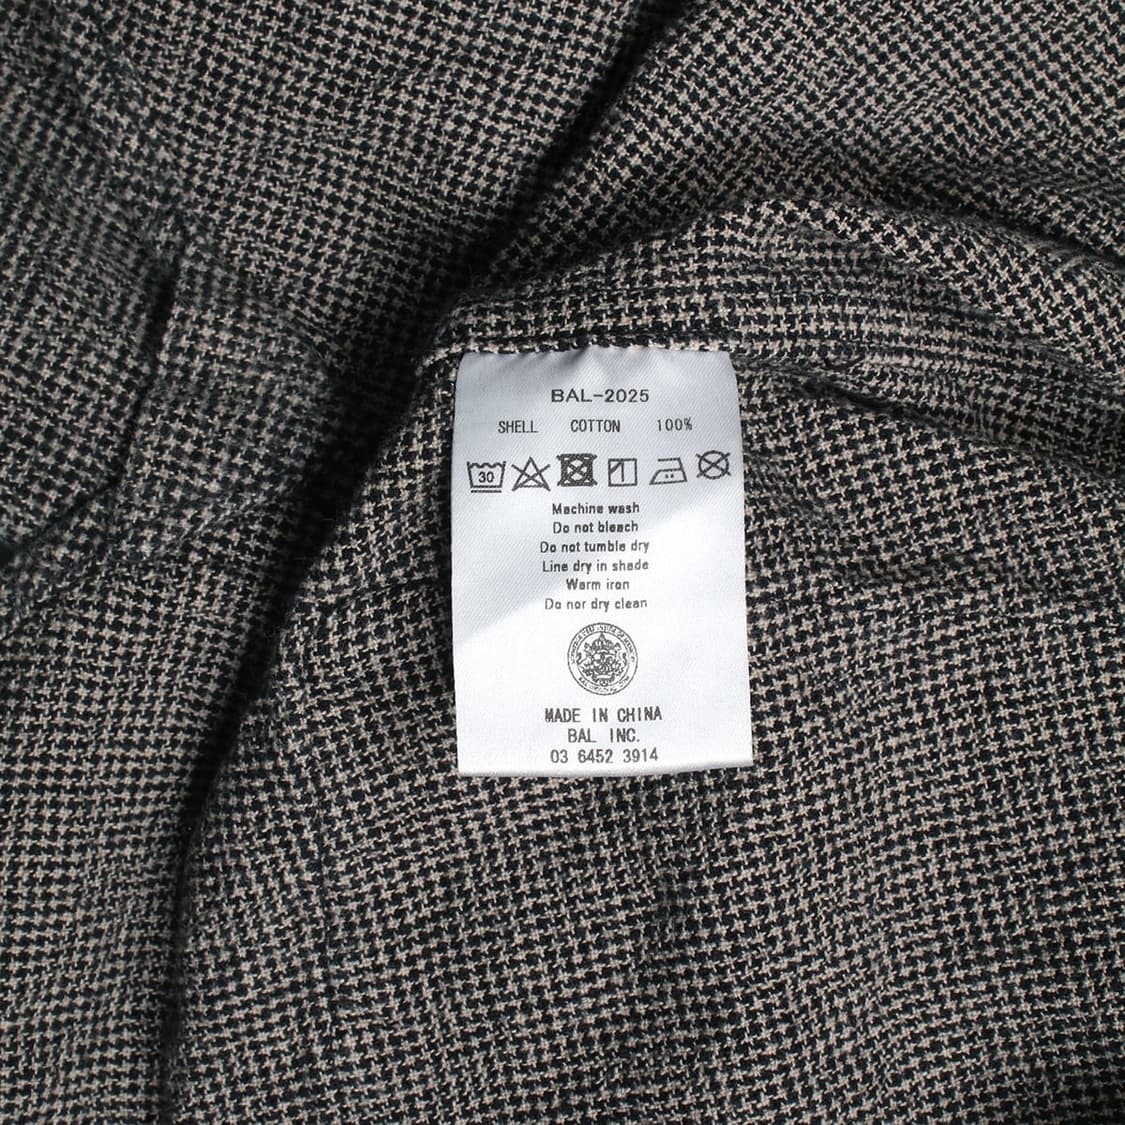 BAL-2025
SHELL COTTON 100%
30
Machine wash
Do not bleach
Do not tumble dry
Line dry in shade
Warm iron
Do nor dry clean
MADE IN CHINA
BAL INC.
03 6452 3914